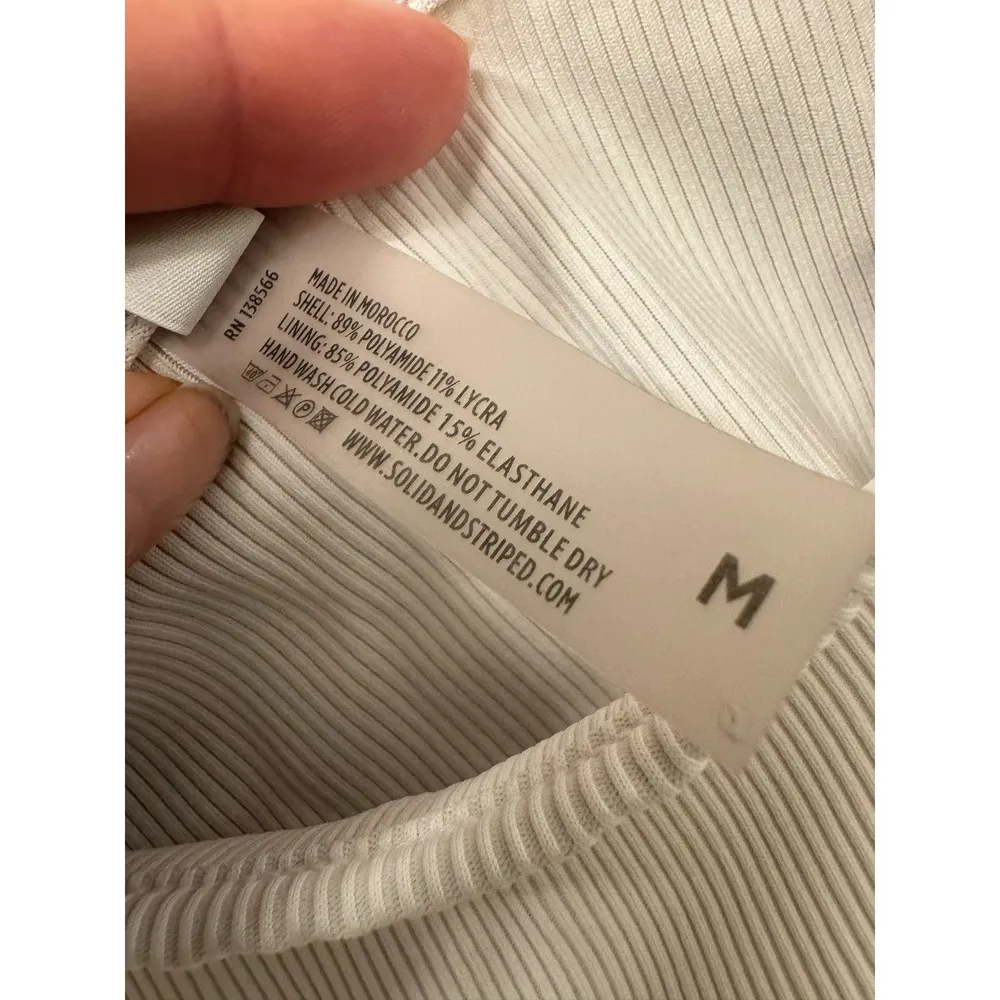 RN 138566
MADE IN MOROCCO
SHELL: 89% POLYAMIDE 11% LYCRA
LINING: 85% POLYAMIDE 15% ELASTHANE
HAND WASH COLD WATER. DO NOT TUMBLE DRY
WWW.SOLIDANDSTRIPED.COM
M